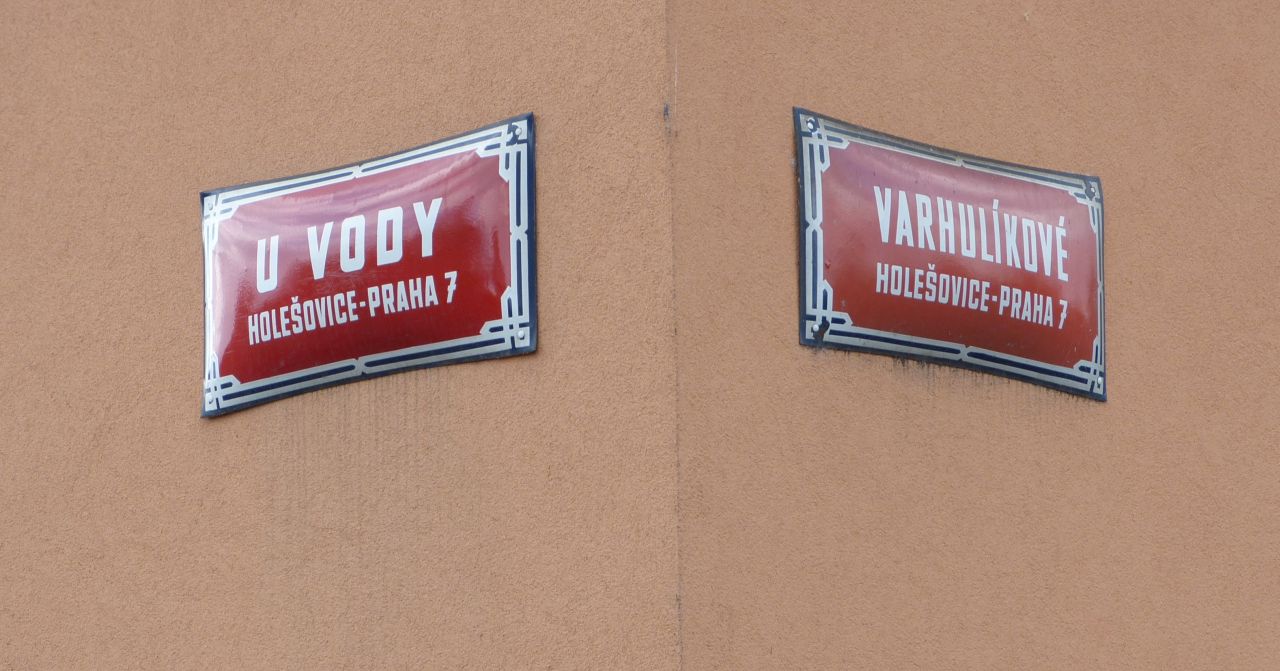 U VODY
HOLEŠOVICE-PRAHA 7
VARHULÍKOVÉ
HOLEŠOVICE-PRAHA 7